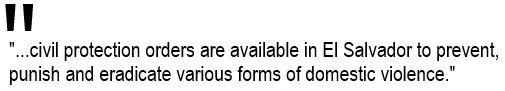 "
"...civil protection orders are available in El Salvador to prevent,
punish and eradicate various forms of domestic violence."